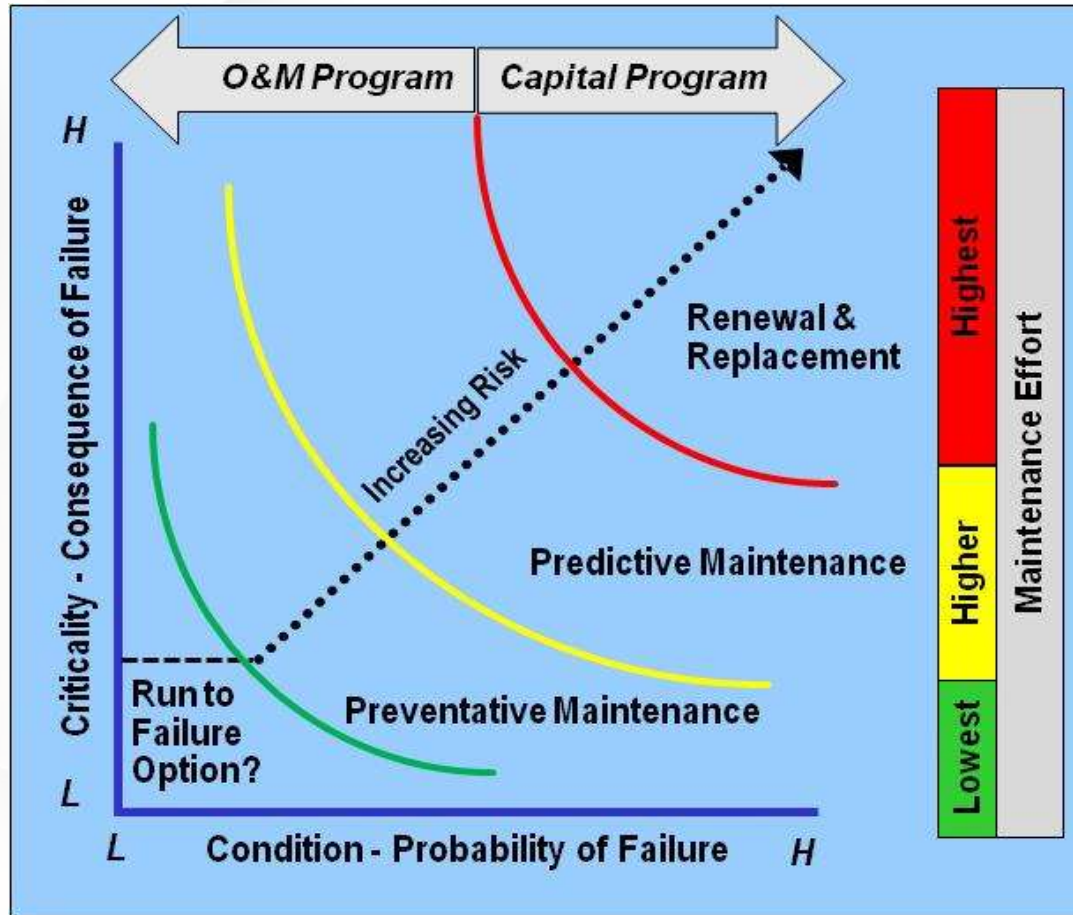 O&M Program
Capital Program
H
Criticality - Consequence of Failure
L
Increasing Risk
Renewal &
Replacement
Predictive Maintenance
Preventative Maintenance
Run to
Failure
Option?
L
Condition - Probability of Failure
H
Highest
Higher
Lowest
Maintenance Effort